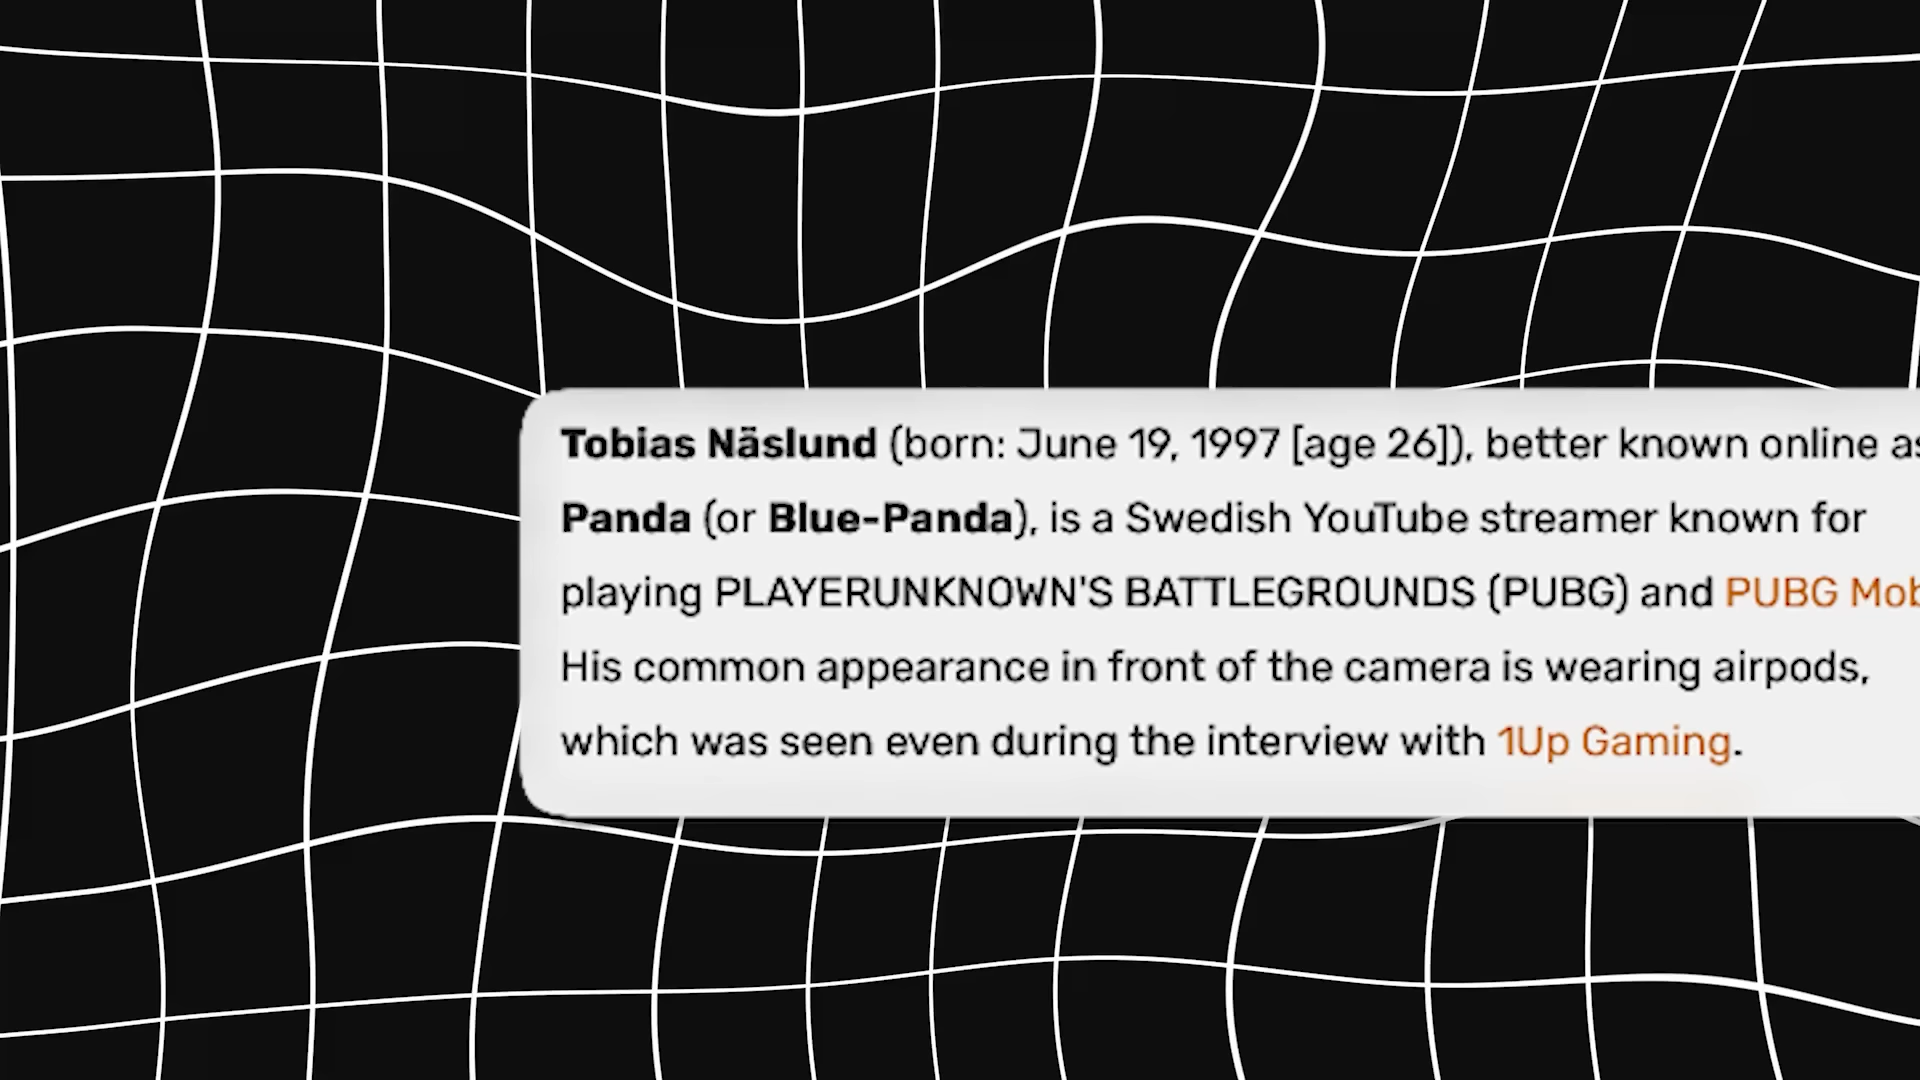 Tobias Näslund (born: June 19, 1997 [age 26]), better known online as
Panda (or Blue-Panda), is a Swedish YouTube streamer known for
playing PLAYERUNKNOWN'S BATTLEGROUNDS (PUBG) and PUBG Mob
His common appearance in front of the camera is wearing airpods,
which was seen even during the interview with 1Up Gaming.